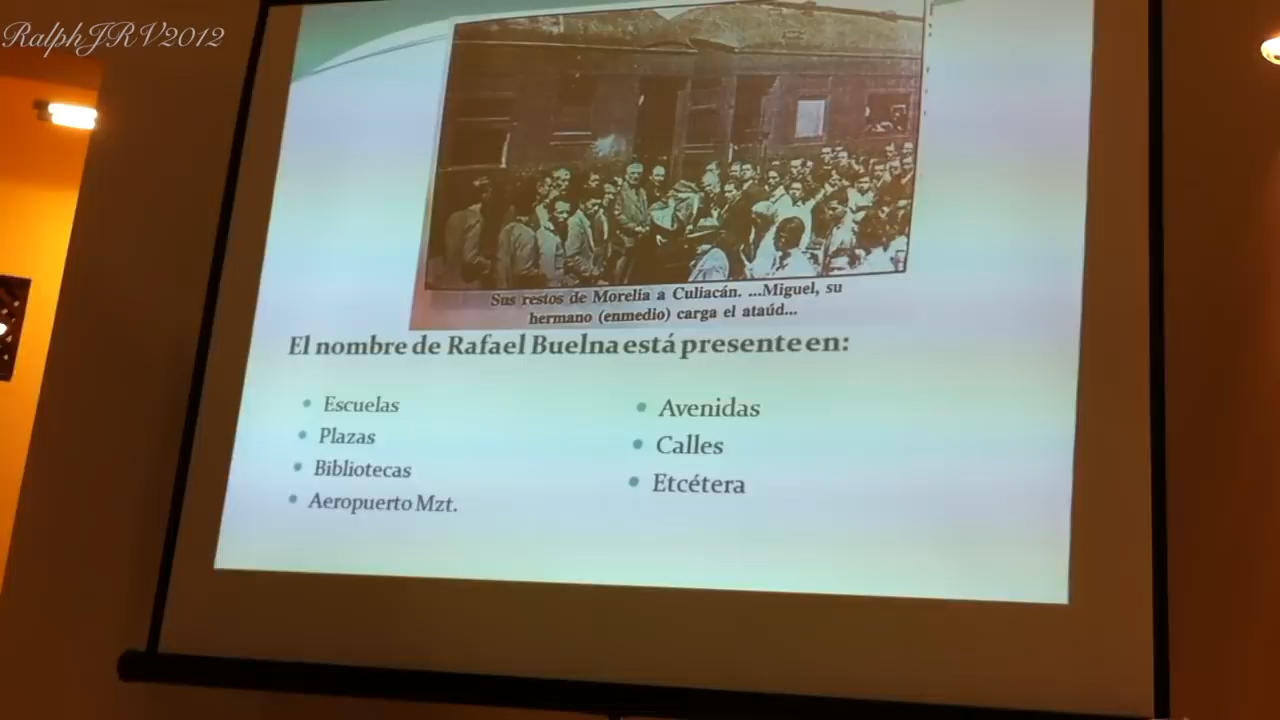 RalphJRV2012
Sus restos de Morelia a Culiacán. ...Miguel, su
hermano (enmedio) carga el ataúd...
El nombre de Rafael Buelna está presente en:
• Escuelas
• Plazas
• Bibliotecas
• Aeropuerto Mzt.
• Avenidas
• Calles
• Etcétera